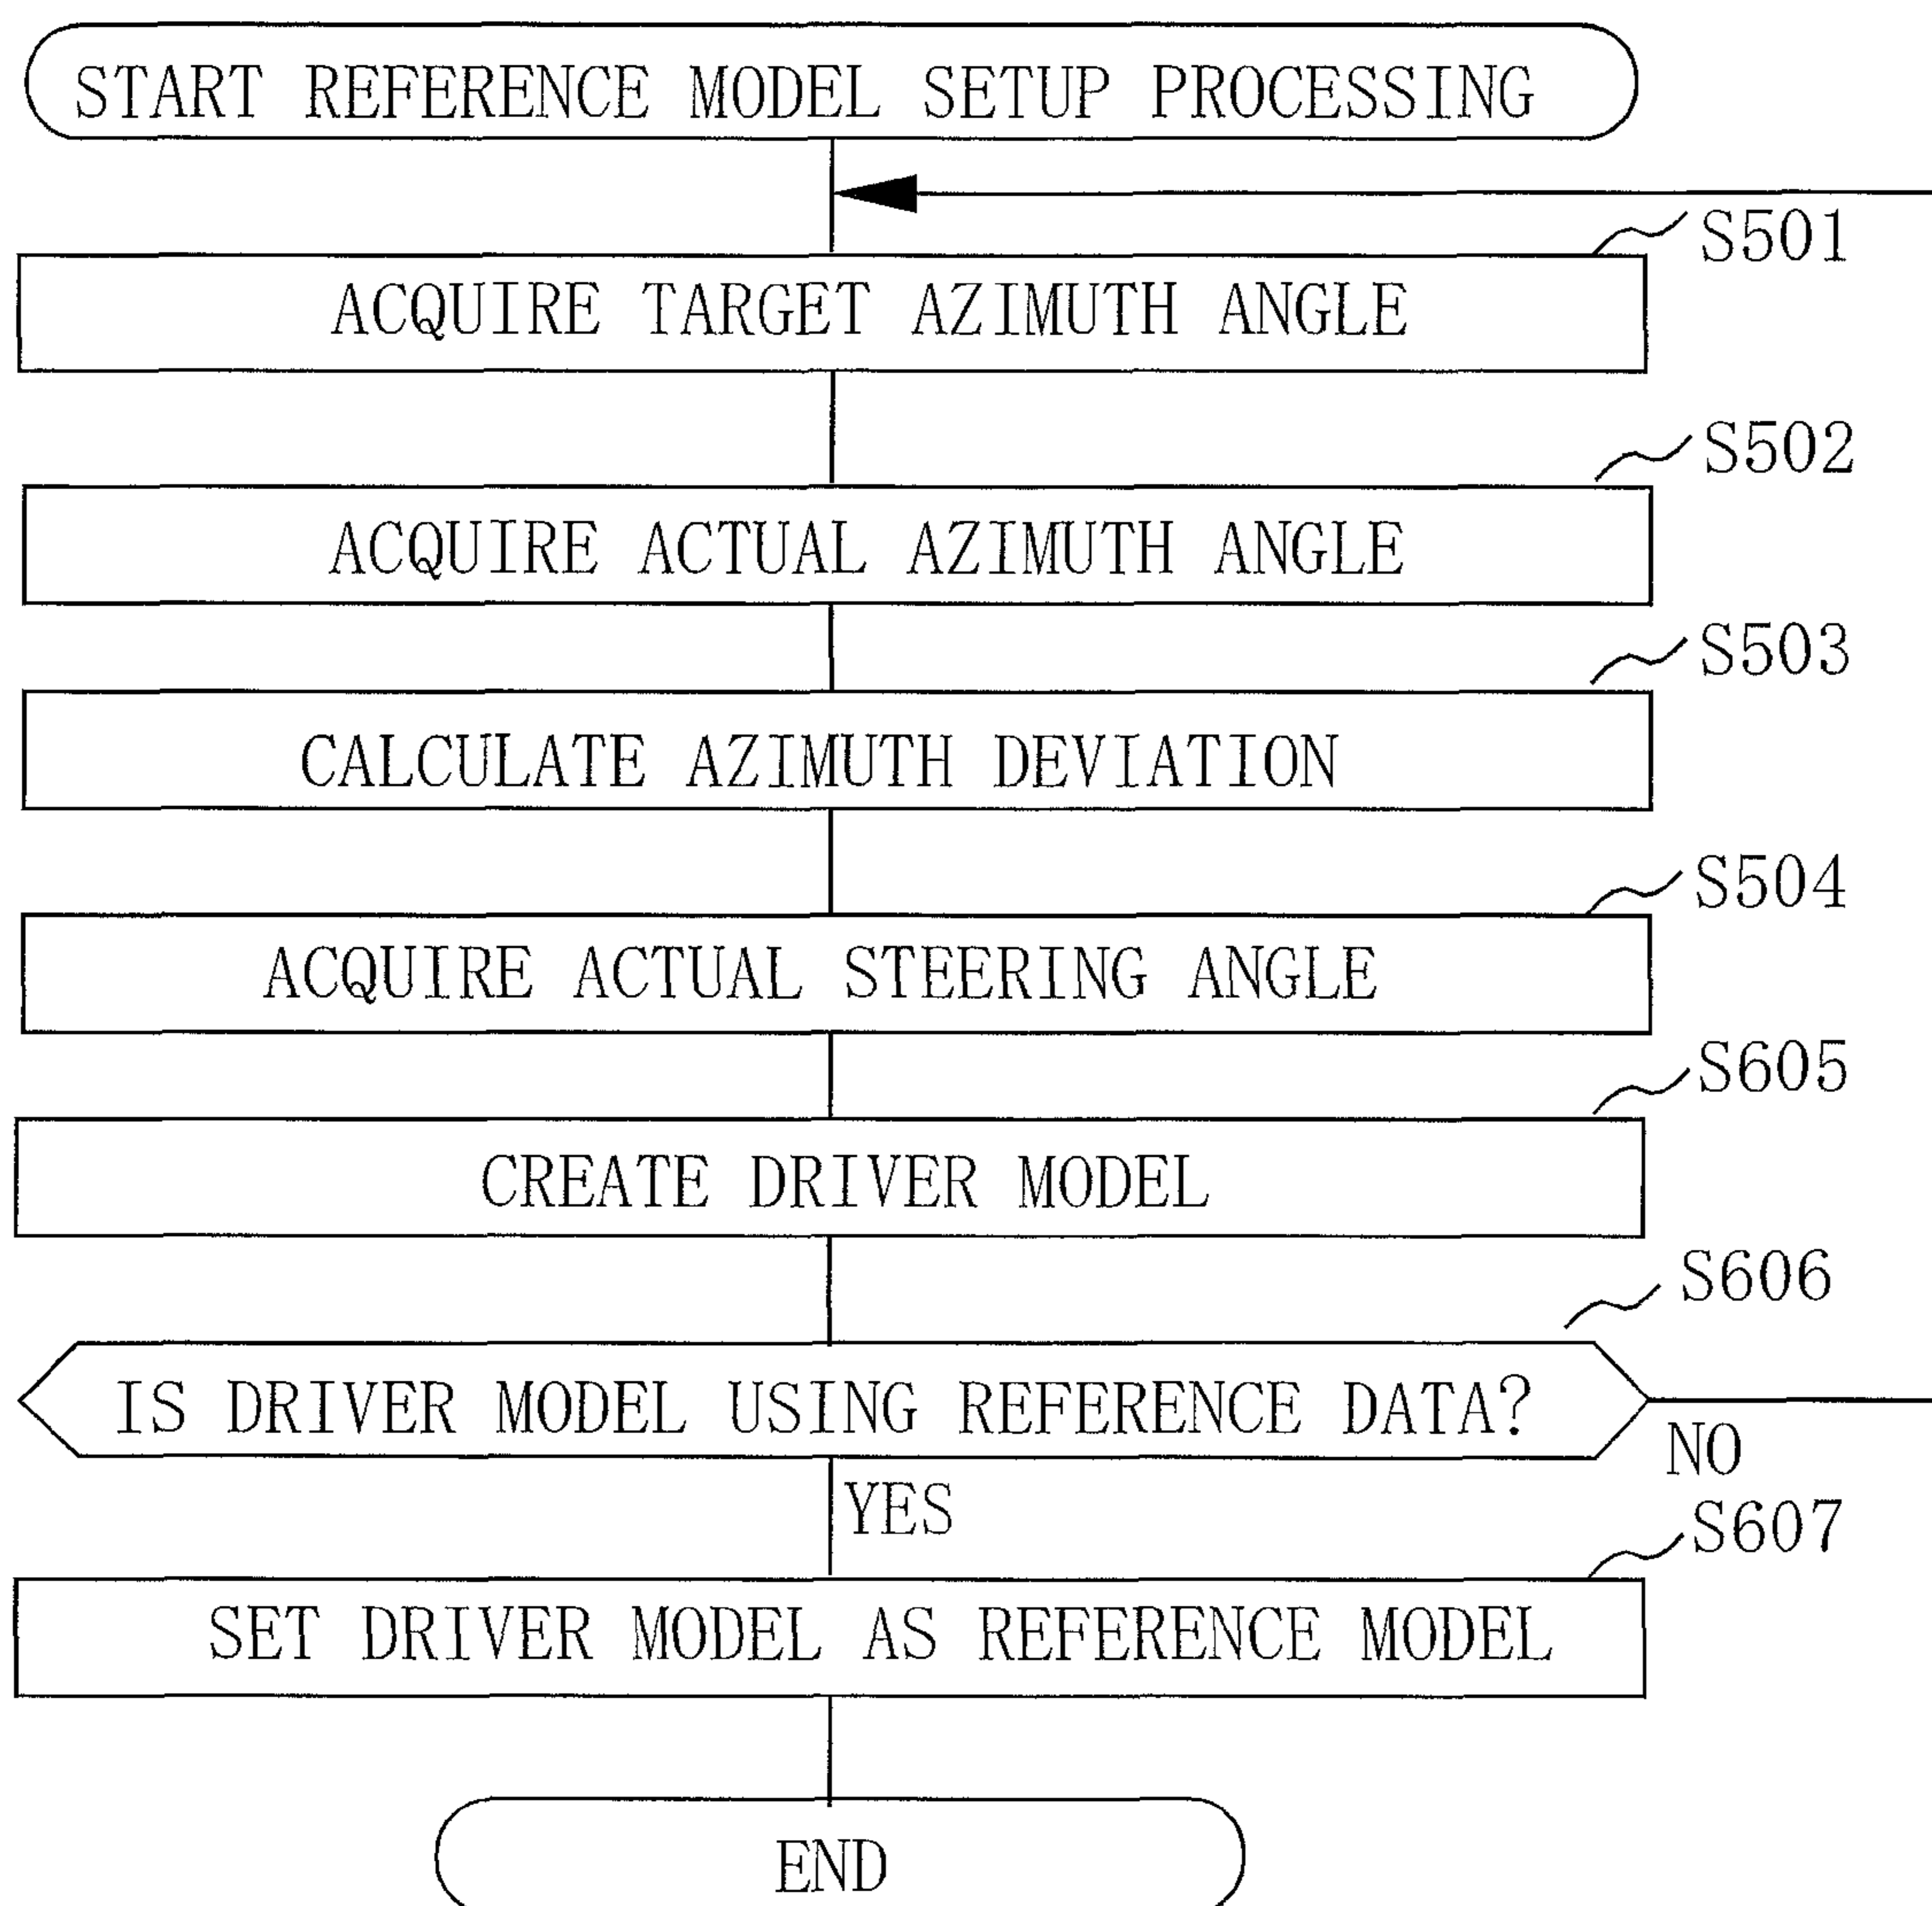 START REFERENCE MODEL SETUP PROCESSING
S501
ACQUIRE TARGET AZIMUTH ANGLE
S502
ACQUIRE ACTUAL AZIMUTH ANGLE
S503
CALCULATE AZIMUTH DEVIATION
S504
ACQUIRE ACTUAL STEERING ANGLE
S605
CREATE DRIVER MODEL
S606
IS DRIVER MODEL USING REFERENCE DATA?
NO
YES
S607
SET DRIVER MODEL AS REFERENCE MODEL
END